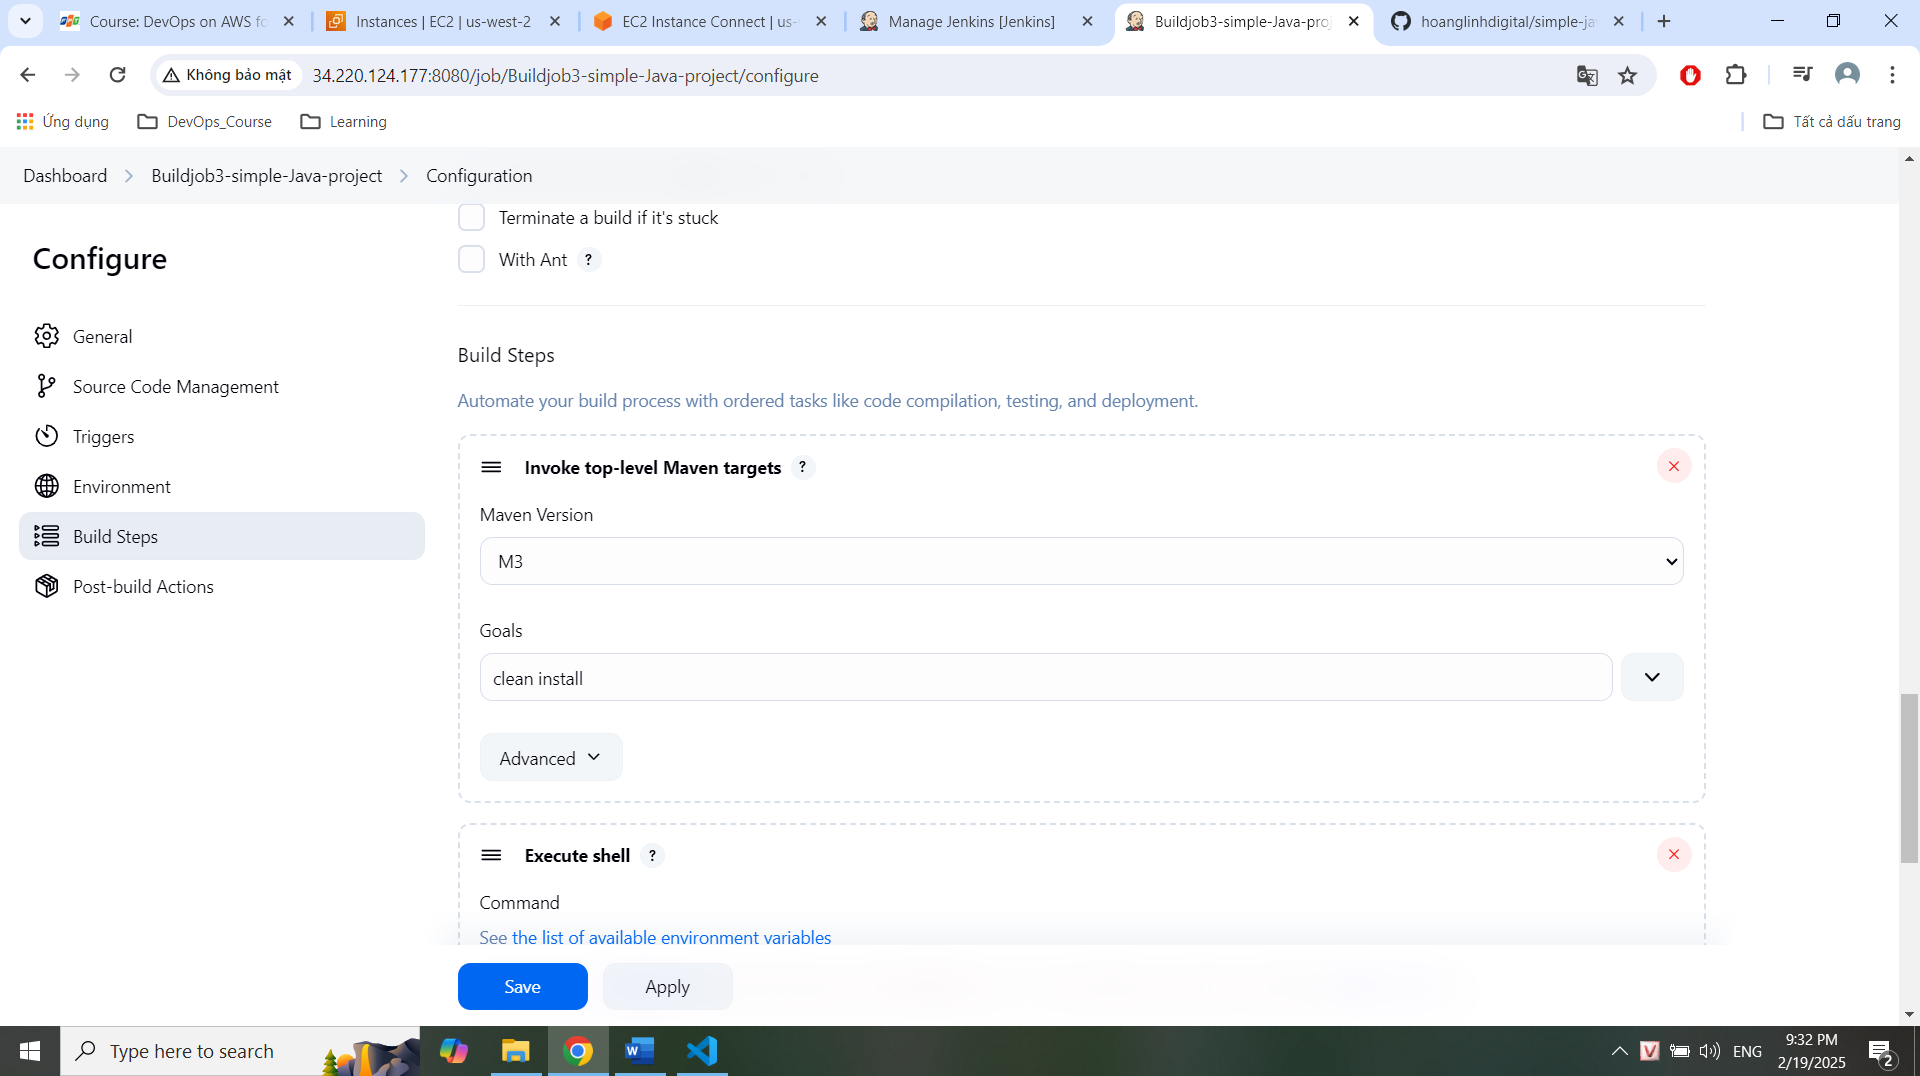 Course: DevOps on AWS fo
Instances | EC2 | us-west-2
EC2 Instance Connect | us-
Manage Jenkins [Jenkins]
Buildjob3-simple-Java-proj
hoanglinhdigital/simple-ja
Không bảo mật
34.220.124.177:8080/job/Buildjob3-simple-Java-project/configure
Ứng dụng
DevOps_Course
Learning
Tất cả dấu trang
Dashboard
Buildjob3-simple-Java-project
Configuration
Configure
General
Source Code Management
Triggers
Environment
Build Steps
Post-build Actions
Terminate a build if it's stuck
With Ant ?
Build Steps
Automate your build process with ordered tasks like code compilation, testing, and deployment.
Invoke top-level Maven targets ?
Maven Version
M3
Goals
clean install
Advanced
Execute shell ?
Command
See the list of available environment variables
Save
Apply
Type here to search
ENG
9:32 PM
2/19/2025
2